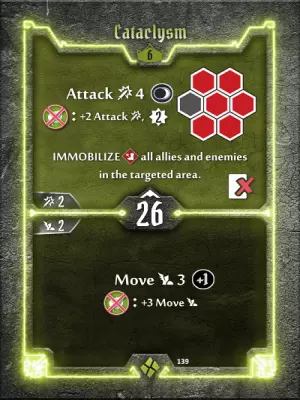 Cataclysm
6
Attack 4
: +2 Attack ,
IMMOBILIZE all allies and enemies
in the targeted area.
2
26
2
Move 3 +1
: +3 Move
139